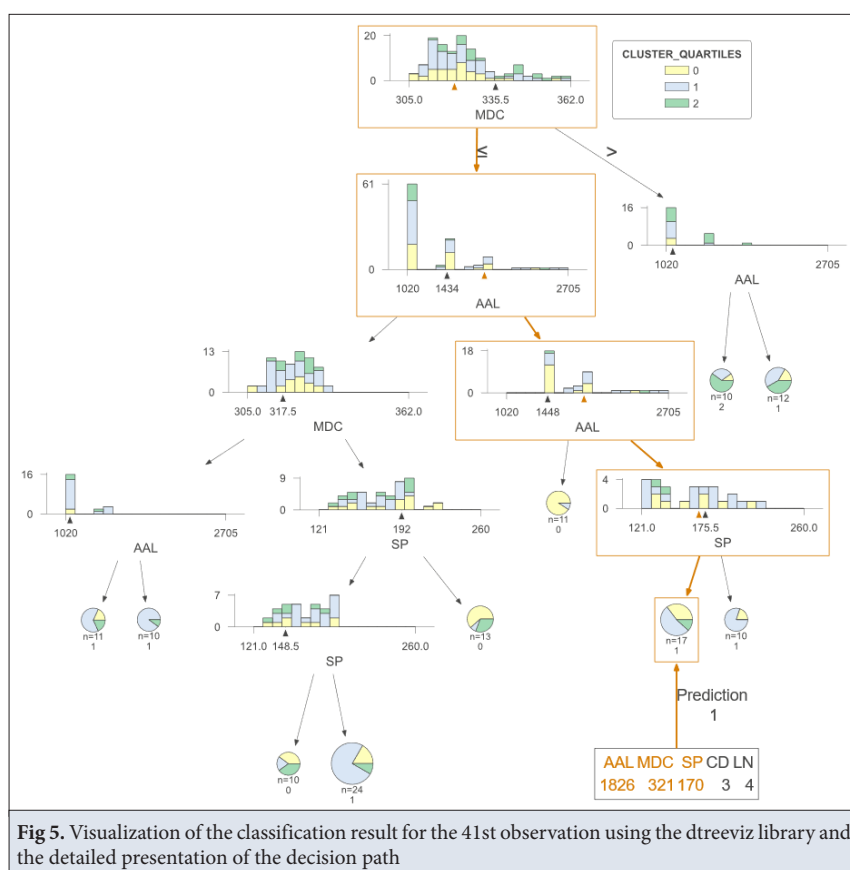 20
0
305.0 335.5 362.0
MDC
CLUSTER_QUARTILES
0
1
2
≤
>
61
0
1020 1434 2705
AAL
16
0
1020 2705
AAL
13
0
305.0 317.5 362.0
MDC
18
0
1020 1448 2705
AAL
n=10
2
n=12
1
16
0
1020 2705
AAL
9
0
121 192 260
SP
n=11
0
4
0
121.0 175.5 260.0
SP
n=11
1
n=10
1
7
0
121.0 148.5 260.0
SP
n=13
0
n=17
1
n=10
1
n=10
0
n=24
1
Prediction
1
AAL MDC SP CD LN
1826 321 170 3 4
Fig 5. Visualization of the classification result for the 41st observation using the dtreeviz library and
the detailed presentation of the decision path